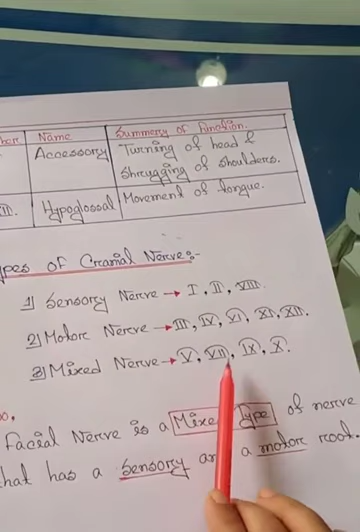 Name Summery of function.
Accessory Turning of head &
Shrugging of shoulders.
XII. Hypoglossal Movement of tongue.
Types of Cranial Nerve:-
1) Sensory Nerve → I, II, VIII.
2) Motor Nerve → III, IV, VI, XI, XII.
3) Mixed Nerve → V, VII, IX, X.
Facial Nerve is a Mixed Type of nerve
that has a sensory and a motor root.